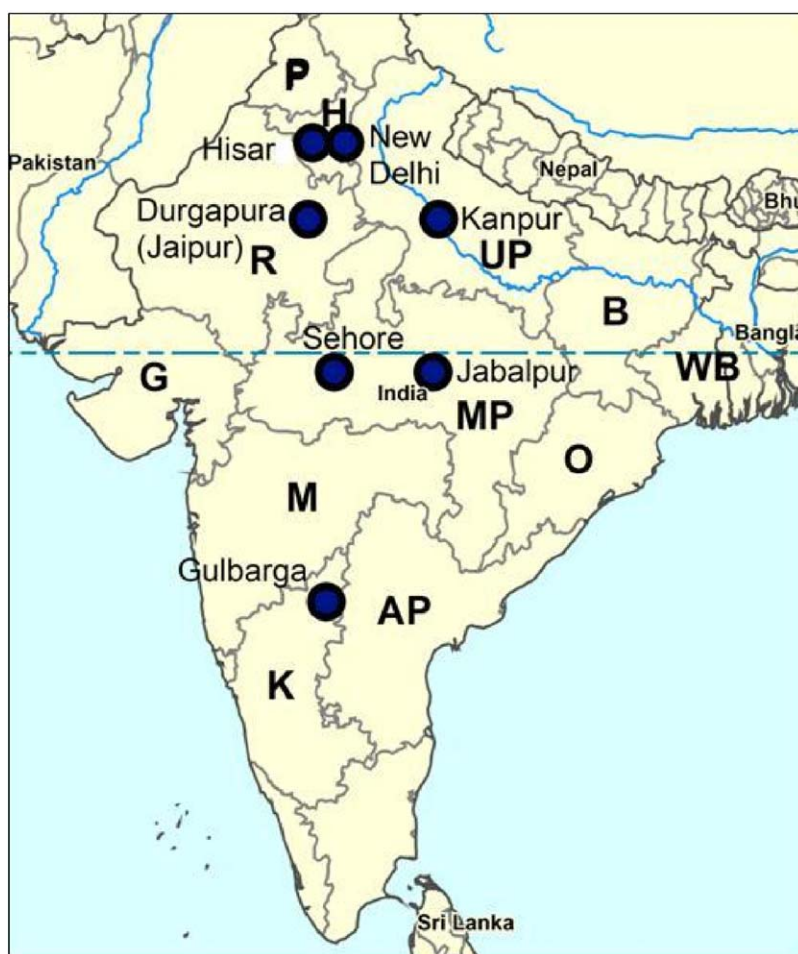 P
H
Hisar
New
Delhi
Pakistan
Nepal
Bhu
Durgapura
(Jaipur)
Kanpur
R
UP
B
Sehore
Bangla
G
India
Jabalpur
WB
MP
O
M
Gulbarga
AP
K
Sri Lanka